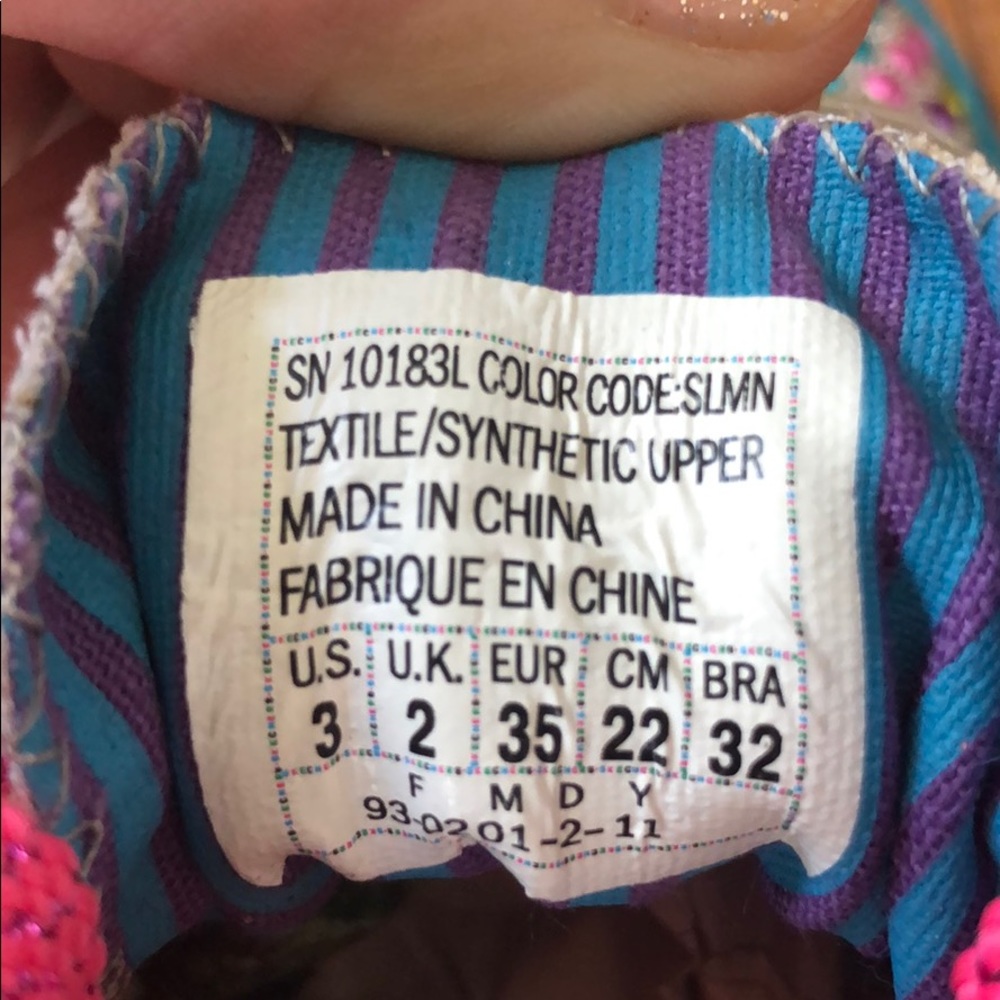 SN 10183L COLOR CODE:SLMN
TEXTILE/SYNTHETIC UPPER
MADE IN CHINA
FABRIQUE EN CHINE
U.S. U.K. EUR CM BRA
3 2 35 22 32
F M D Y
93-02 01-2-11